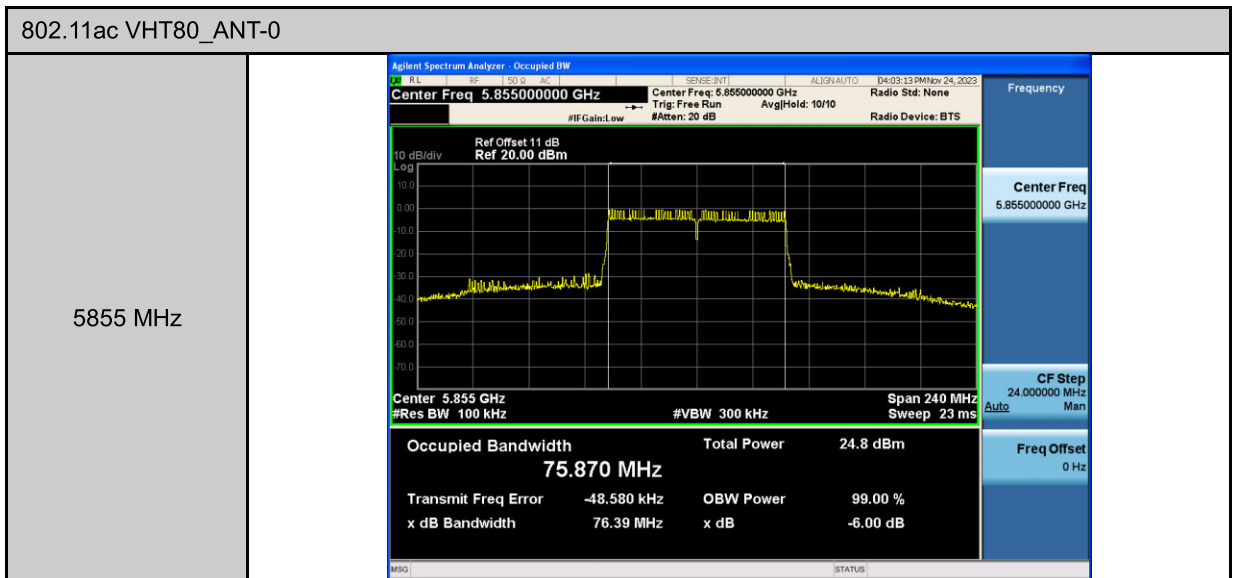 802.11ac VHT80_ANT-0
5855 MHz
Agilent Spectrum Analyzer - Occupied BW
LXI RL RF 50 Ω AC SENSE:INT ALIGN AUTO 04:03:13 PM Nov 24, 2023
Center Freq 5.855000000 GHz
Center Freq: 5.855000000 GHz Radio Std: None
Trig: Free Run Avg|Hold: 10/10
#IFGain:Low #Atten: 20 dB Radio Device: BTS
Ref Offset 11 dB
10 dB/div Ref 20.00 dBm
Log
10.0
0.00
-10.0
-20.0
-30.0
-40.0
-50.0
-60.0
-70.0
Center 5.855 GHz Span 240 MHz
#Res BW 100 kHz #VBW 300 kHz Sweep 23 ms
Occupied Bandwidth Total Power 24.8 dBm
75.870 MHz
Transmit Freq Error -48.580 kHz OBW Power 99.00 %
x dB Bandwidth 76.39 MHz x dB -6.00 dB
MSG STATUS
Frequency
Center Freq
5.855000000 GHz
CF Step
24.000000 MHz
Auto Man
Freq Offset
0 Hz